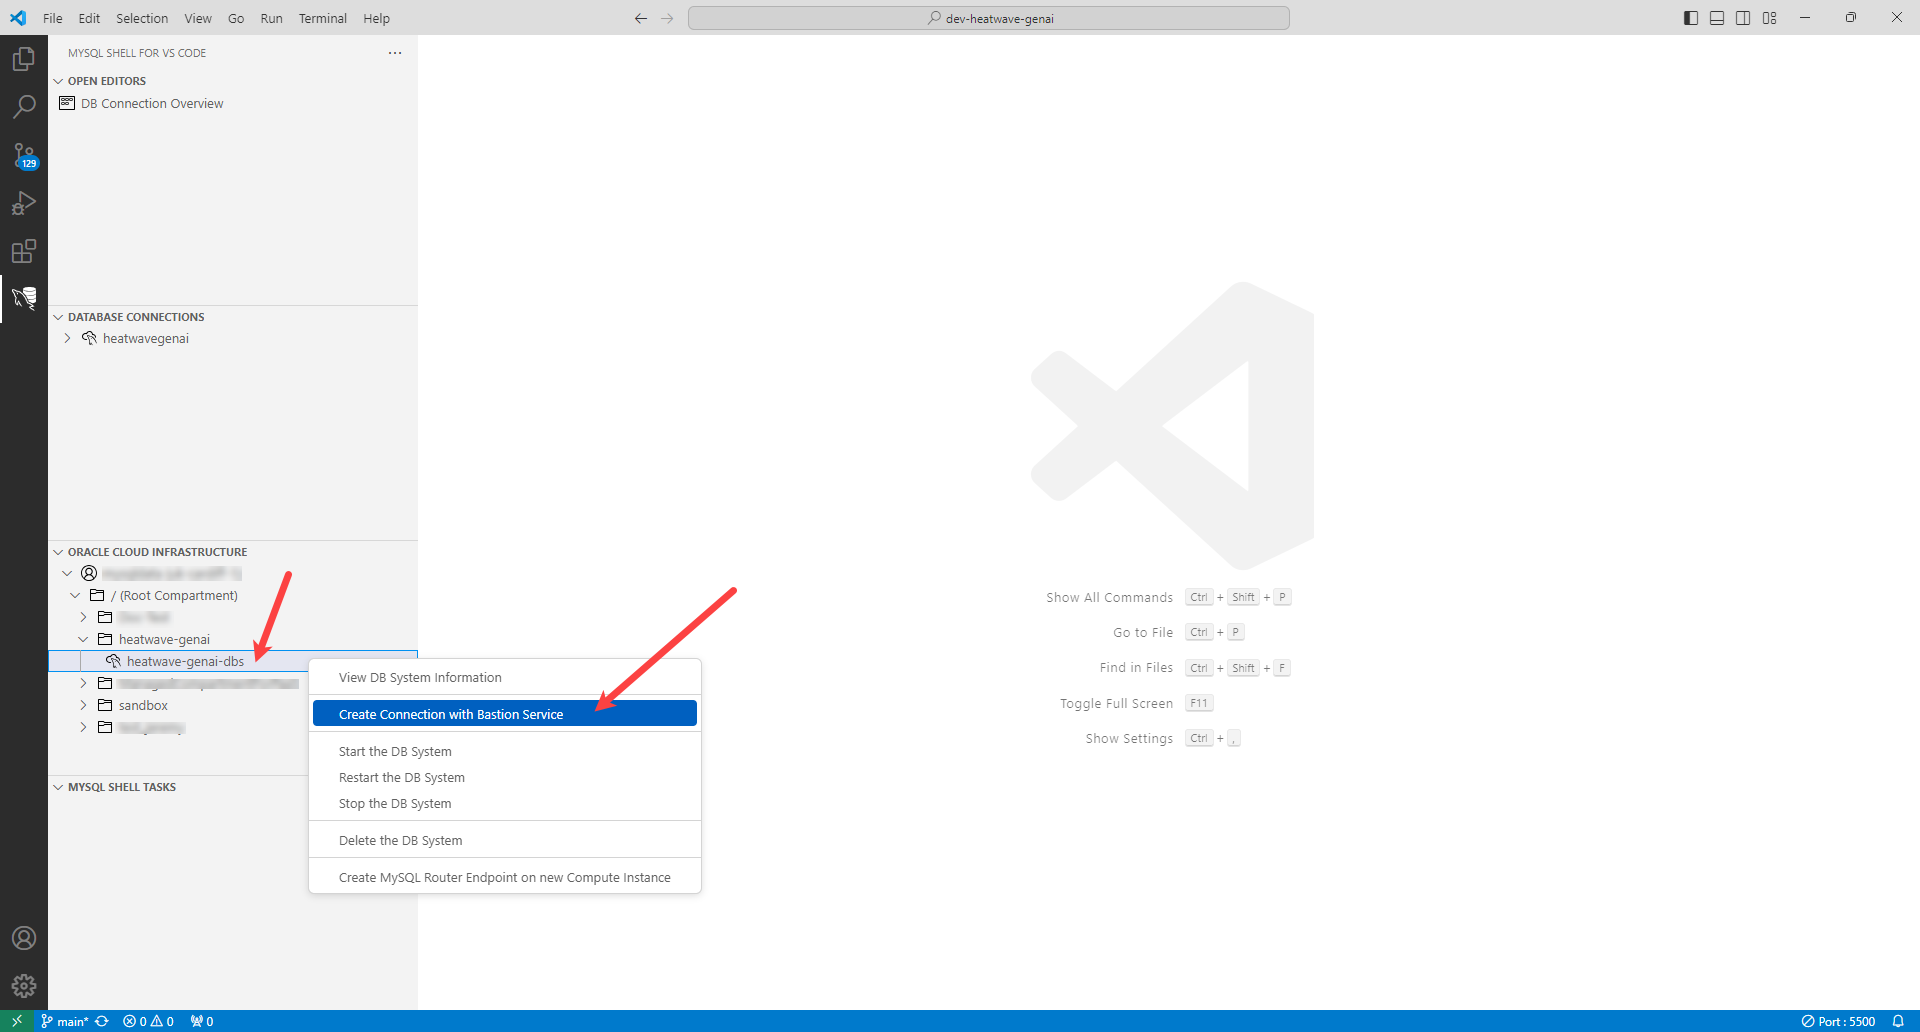 File Edit Selection View Go Run Terminal Help
dev-heatwave-genai
MYSQL SHELL FOR VS CODE
OPEN EDITORS
DB Connection Overview
129
DATABASE CONNECTIONS
heatwavegenai
ORACLE CLOUD INFRASTRUCTURE
/ (Root Compartment)
heatwave-genai
heatwave-genai-dbs
sandbox
MYSQL SHELL TASKS
View DB System Information
Create Connection with Bastion Service
Start the DB System
Restart the DB System
Stop the DB System
Delete the DB System
Create MySQL Router Endpoint on new Compute Instance
Show All Commands Ctrl + Shift + P
Go to File Ctrl + P
Find in Files Ctrl + Shift + F
Toggle Full Screen F11
Show Settings Ctrl + ,
main* 0 0 0 Port : 5500